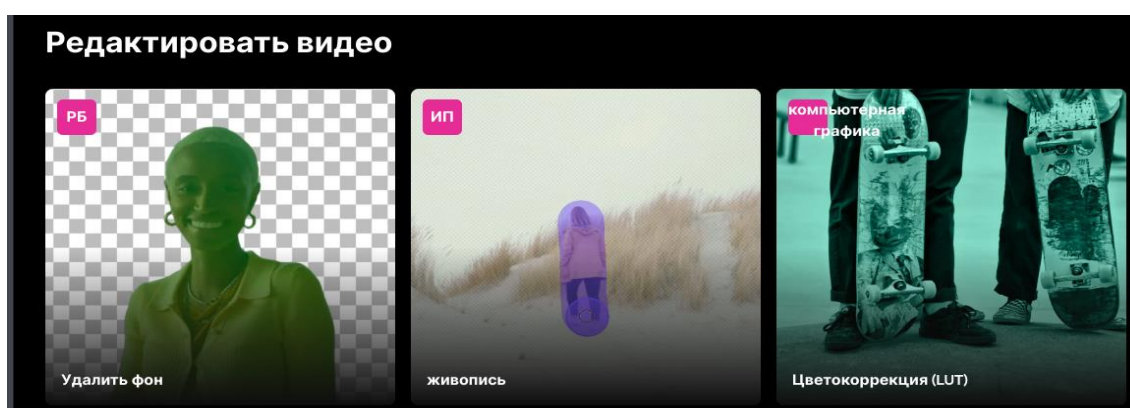 Редактировать видео
РБ
ИП
компьютерная
графика
Удалить фон
живопись
Цветокоррекция (LUT)